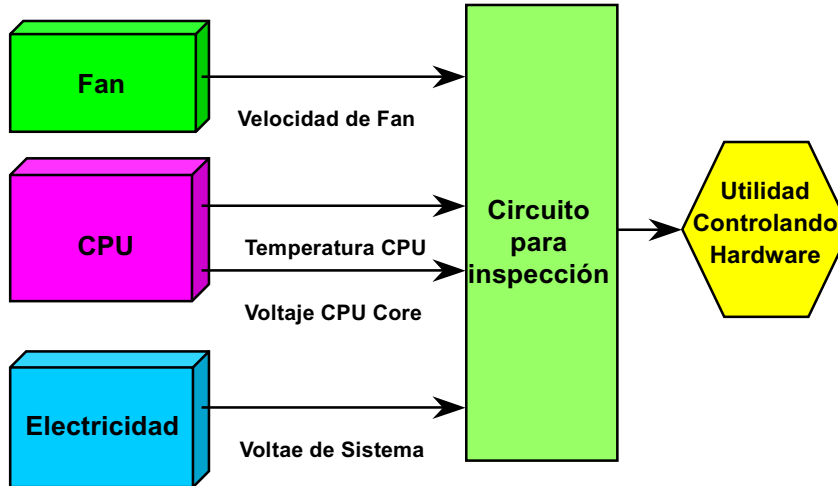 Fan
Velocidad de Fan
CPU
Temperatura CPU
Voltaje CPU Core
Electricidad
Voltae de Sistema
Circuito
para
inspección
Utilidad
Controlando
Hardware